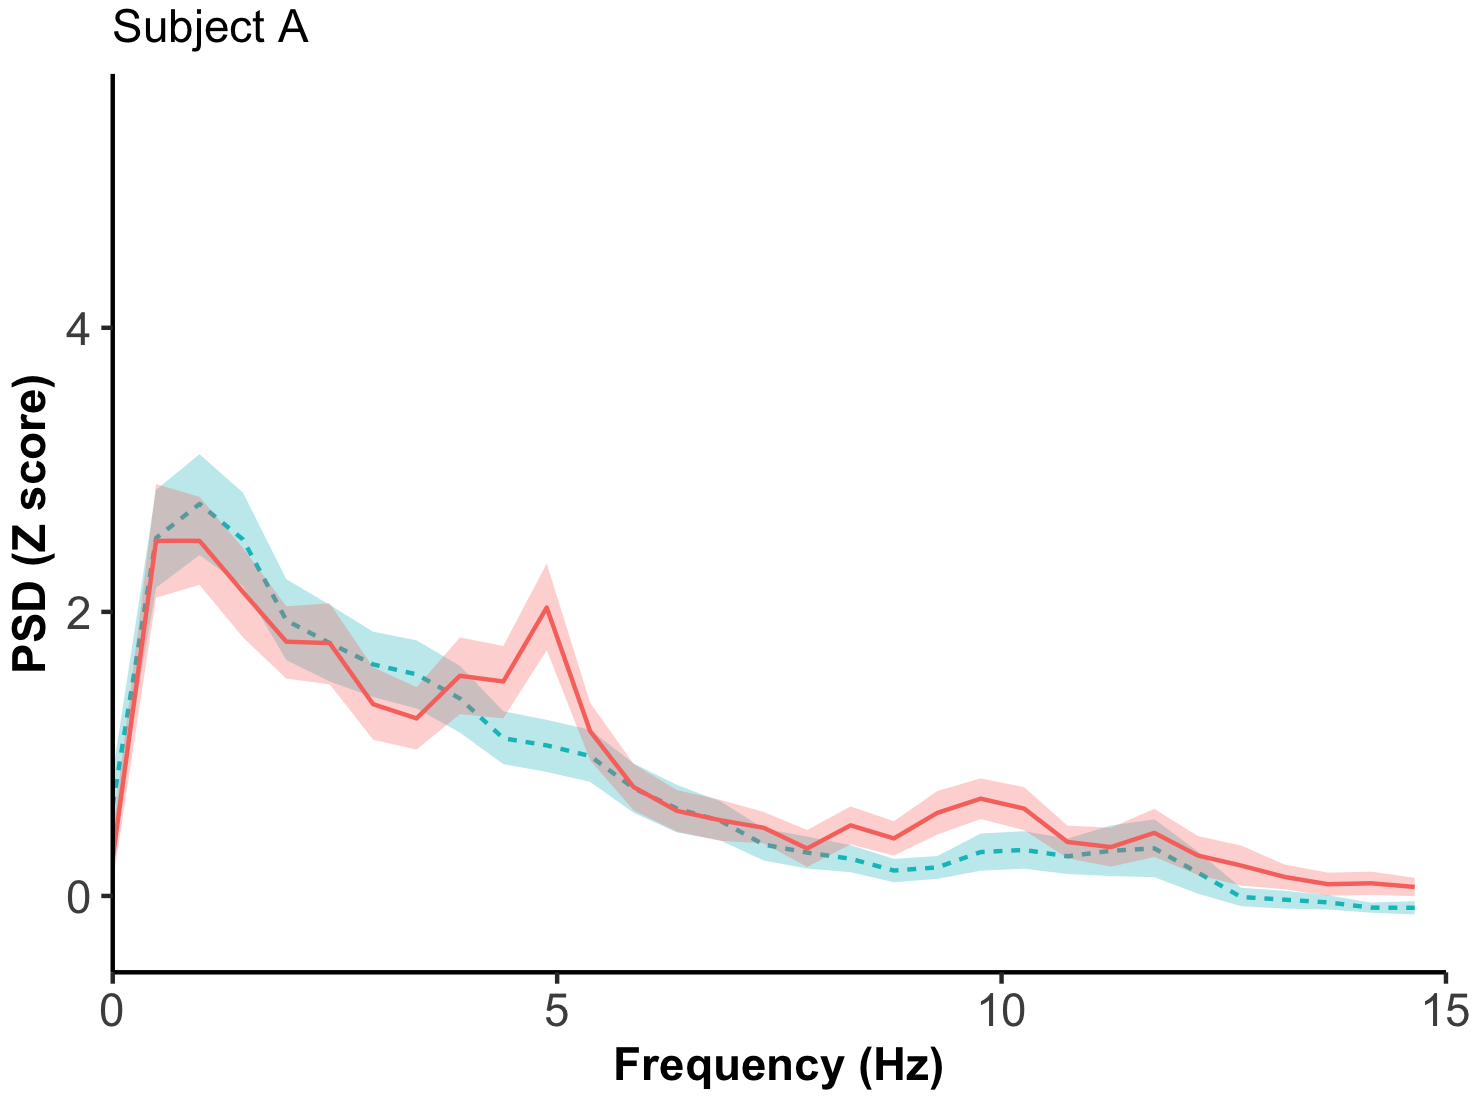 Subject A
PSD (Z score)
4
2
0
0 5 10 15
Frequency (Hz)